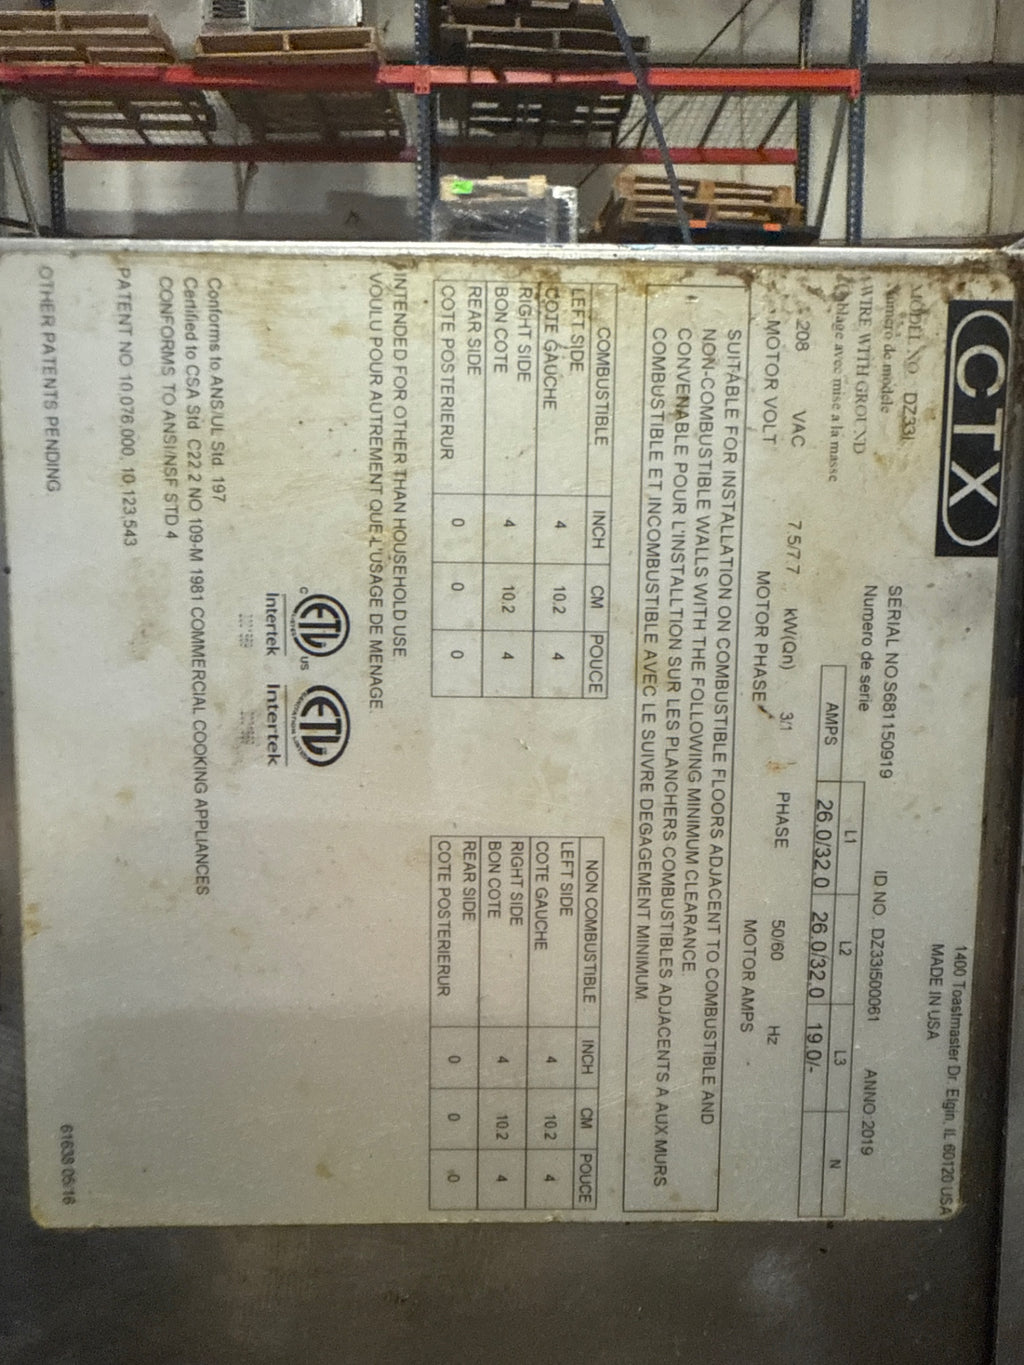 CTX
1400 Toastmaster Dr. Elgin, IL 60120 USA
MADE IN USA
MODEL NO. DZ33I
Numero de modele
SERIAL NO S681150919
Numero de serie
ID NO. DZ33I500061
ANNO:2019
WIRE WTH GROUND
Cablage avec mise a la masse
L1 L2 L3 N
AMPS 26.0/32.0 26.0/32.0 19.0/-
208 VAC 7.5/7.7 kW(Qn) 3/1 PHASE 50/60 Hz
MOTOR VOLT MOTOR PHASE MOTOR AMPS
SUITABLE FOR INSTALLATION ON COMBUSTIBLE FLOORS ADJACENT TO COMBUSTIBLE AND
NON-COMBUSTIBLE WALLS WITH THE FOLLOWING MINIMUM CLEARANCE.
CONVENABLE POUR L'INSTALLTION SUR LES PLANCHERS COMBUSTIBLES ADJACENTS A AUX MURS
COMBUSTIBLE ET INCOMBUSTIBLE AVEC LE SUIVRE DEGAGEMENT MINIMUM.
COMBUSTIBLE INCH CM POUCE
LEFT SIDE
COTE GAUCHE 4 10.2 4
RIGHT SIDE
BON COTE 4 10.2 4
REAR SIDE
COTE POSTERIERUR 0 0 0
NON COMBUSTIBLE INCH CM POUCE
LEFT SIDE
COTE GAUCHE 4 10.2 4
RIGHT SIDE
BON COTE 4 10.2 4
REAR SIDE
COTE POSTERIERUR 0 0 0
INTENDED FOR OTHER THAN HOUSEHOLD USE.
VOULU POUR AUTREMENT QUE L'USAGE DE MENAGE.
C ETL US
Intertek
ETL
Intertek
Conforms to ANSI,UL Std. 197
Certified to CSA Std. C22.2 NO 109-M 1981 COMMERCIAL COOKING APPLIANCES
CONFORMS TO ANSI/NSF STD 4
PATENT NO. 10,076,000, 10,123,543
OTHER PATENTS PENDING
61638 05/16